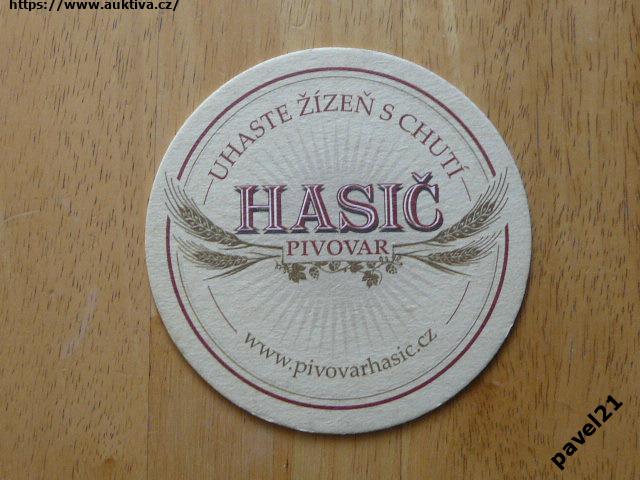 https://www.auktiva.cz/
UHASTE ŽÍZEŇ S CHUTÍ
HASIČ
PIVOVAR
www.pivovarhasic.cz
pavel21